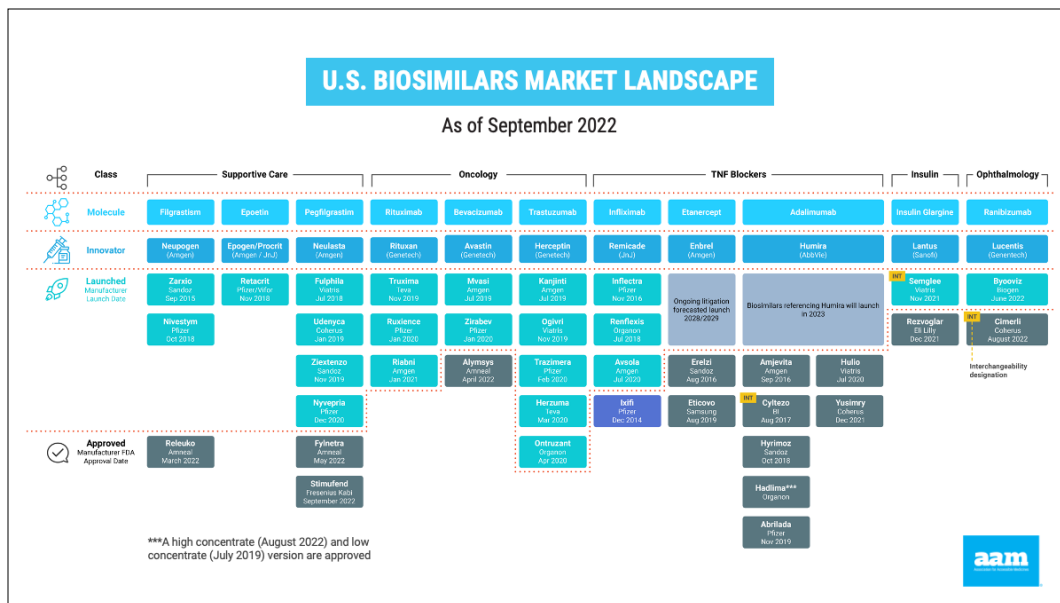 U.S. BIOSIMILARS MARKET LANDSCAPE
As of September 2022
Class
Supportive Care
Oncology
TNF Blockers
Insulin
Ophthalmology
Molecule
Filgrastism
Epoetin
Pegfilgrastim
Rituximab
Bevacizumab
Trastuzumab
Infliximab
Etanercept
Adalimumab
Insulin Glargine
Ranibizumab
Innovator
Neupogen
(Amgen)
Epogen/Procrit
(Amgen / JnJ)
Neulasta
(Amgen)
Rituxan
(Genetech)
Avastin
(Genetech)
Herceptin
(Genetech)
Remicade
(JnJ)
Enbrel
(Amgen)
Humira
(AbbVie)
Lantus
(Sanofi)
Lucentis
(Genentech)
Launched
Manufacturer
Launch Date
Zarxio
Sandoz
Sep 2015
Retacrit
Pfizer/Vifor
Nov 2018
Fulphila
Viatris
Jul 2018
Truxima
Teva
Nov 2019
Mvasi
Amgen
Jul 2019
Kanjinti
Amgen
Jul 2019
Inflectra
Pfizer
Nov 2016
Ongoing litigation
forecasted launch
2028/2029
Biosimilars referencing Humira will launch
in 2023
INT
Semglee
Viatris
Nov 2021
Byooviz
Biogen
June 2022
Nivestym
Pfizer
Oct 2018
Udenyca
Coherus
Jan 2019
Ruxience
Pfizer
Jan 2020
Zirabev
Pfizer
Jan 2020
Ogivri
Viatris
Nov 2019
Renflexis
Organon
Jul 2018
Rezvoglar
Eli Lilly
Dec 2021
INT
Cimerli
Coherus
August 2022
Ziextenzo
Sandoz
Nov 2019
Riabni
Amgen
Jan 2021
Alymsys
Amneal
April 2022
Trazimera
Pfizer
Feb 2020
Avsola
Amgen
Jul 2020
Erelzi
Sandoz
Aug 2016
Amjevita
Amgen
Sep 2016
Hulio
Viatris
Jul 2020
Interchangeability
designation
Nyvepria
Pfizer
Dec 2020
Herzuma
Teva
Mar 2020
Ixifi
Pfizer
Dec 2014
Eticovo
Samsung
Aug 2019
INT
Cyltezo
BI
Aug 2017
Yusimry
Coherus
Dec 2021
Approved
Manufacturer FDA
Approval Date
Releuko
Amneal
March 2022
Fylnetra
Amneal
May 2022
Ontruzant
Organon
Apr 2020
Hyrimoz
Sandoz
Oct 2018
Stimufend
Fresenias Kabi
September 2022
Hadlima***
Organon
Abrilada
Pfizer
Nov 2019
***A high concentrate (August 2022) and low
concentrate (July 2019) version are approved
aam